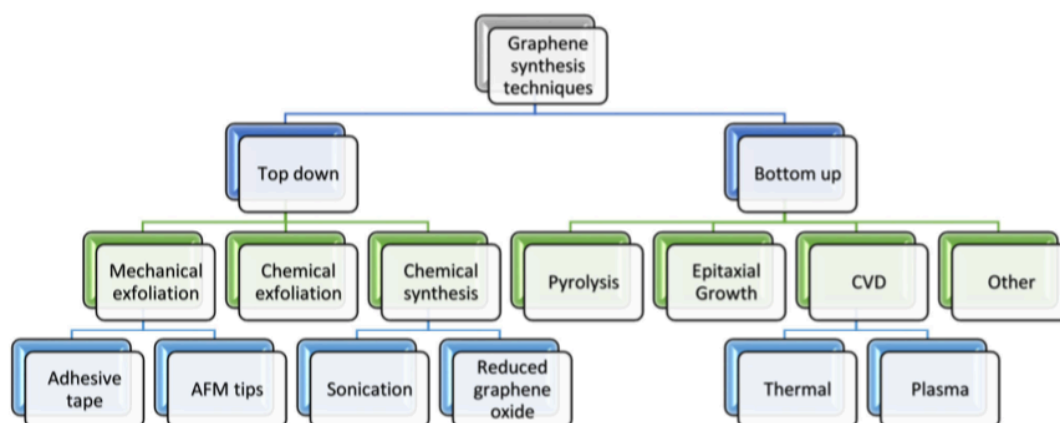 Graphene
synthesis
techniques
Top down
Bottom up
Mechanical
exfoliation
Chemical
exfoliation
Chemical
synthesis
Pyrolysis
Epitaxial
Growth
CVD
Other
Adhesive
tape
AFM tips
Sonication
Reduced
graphene
oxide
Thermal
Plasma